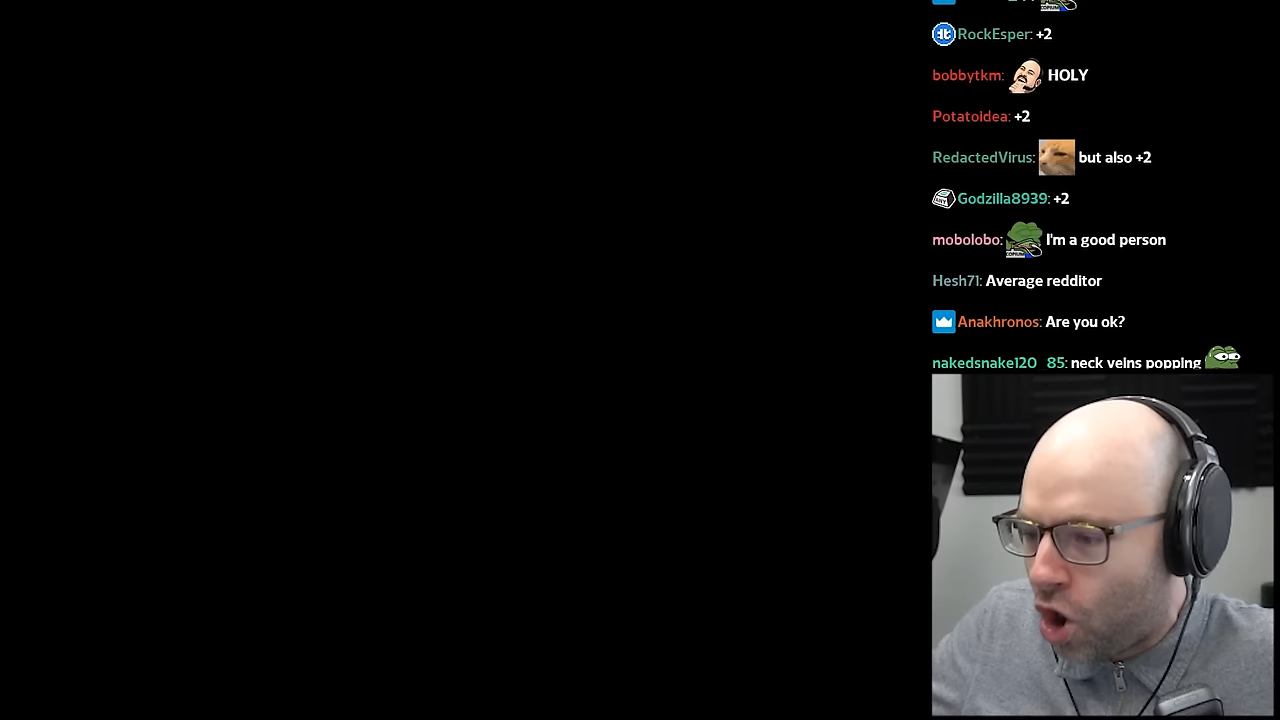 RockEsper: +2
bobbytkm: HOLY
Potatoidea: +2
RedactedVirus: but also +2
Godzilla8939: +2
mobolobo: I'm a good person
Hesh71: Average redditor
Anakhronos: Are you ok?
nakedsnake120_85: neck veins popping